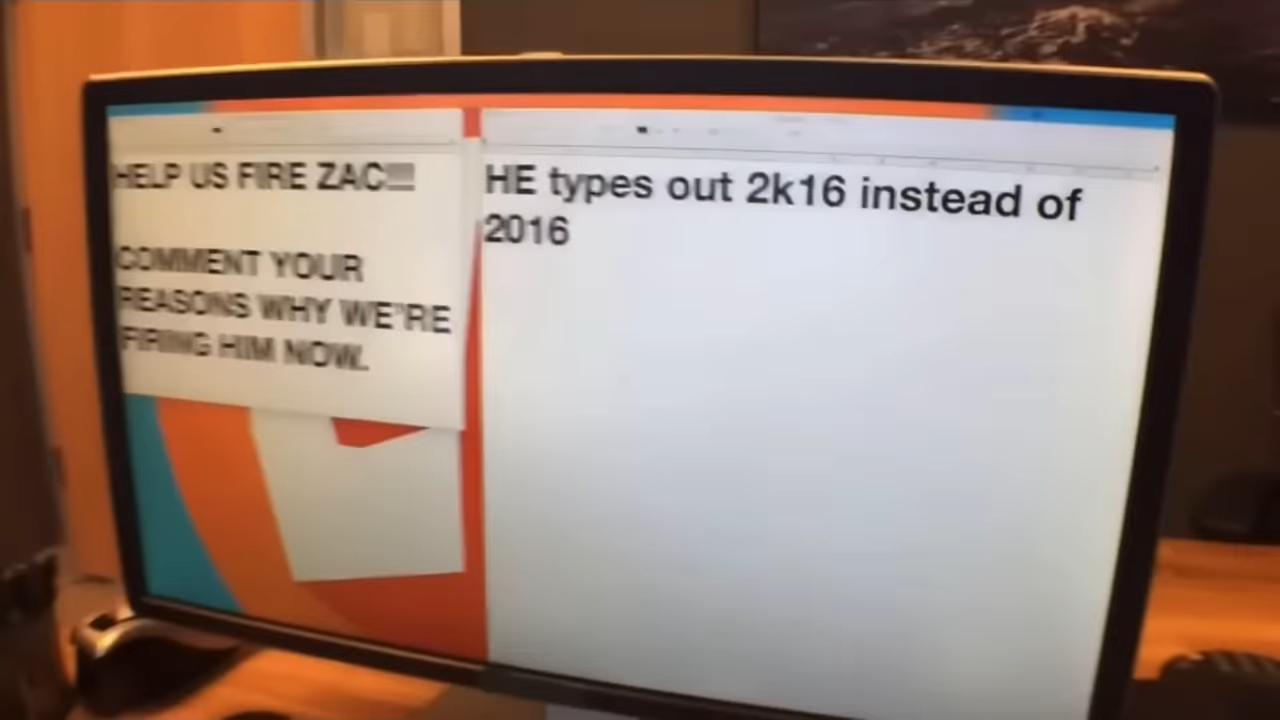 HELP US FIRE ZAC!!!!
COMMENT YOUR
REASONS WHY WE"RE
FIRING HIM NOW.
HE types out 2k16 instead of
2016